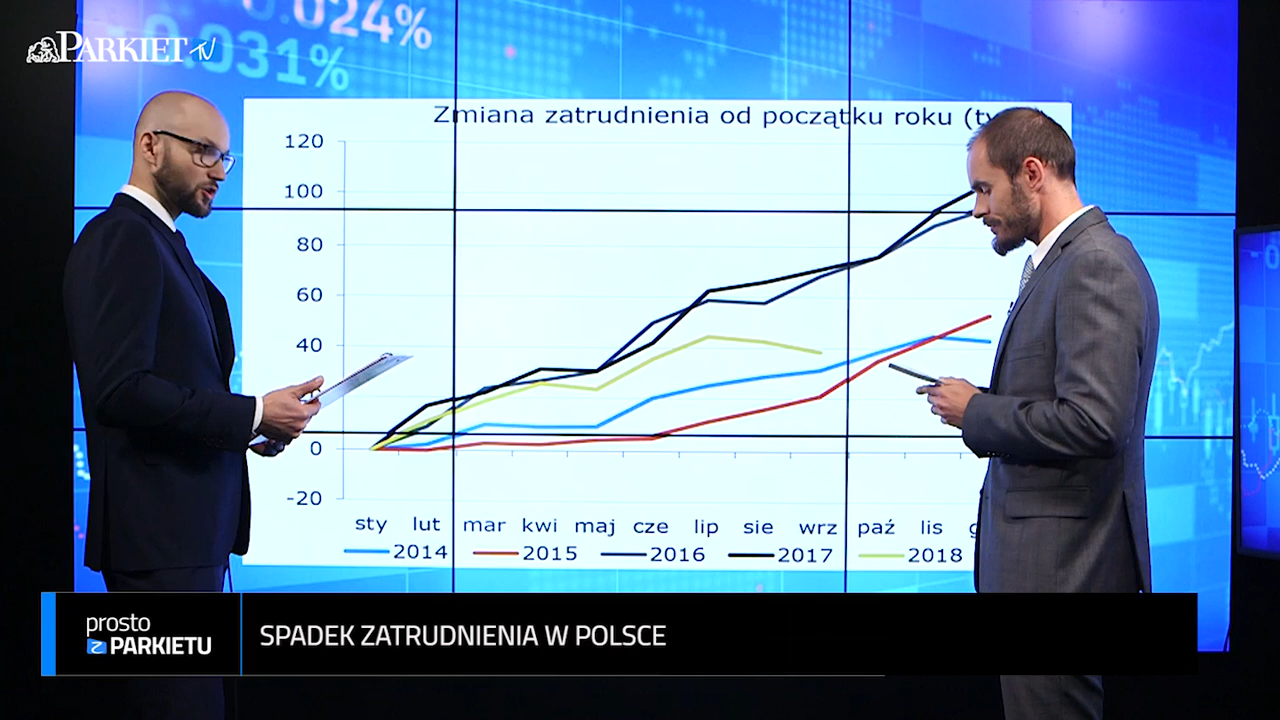 0.024%
0.031%
PARKIET TV
Zmiana zatrudnienia od początku roku
120
100
80
60
40
0
-20
sty lut mar kwi maj cze lip sie wrz paź lis
2014 2015 2016 2017 2018
prosto
z PARKIETU
SPADEK ZATRUDNIENIA W POLSCE